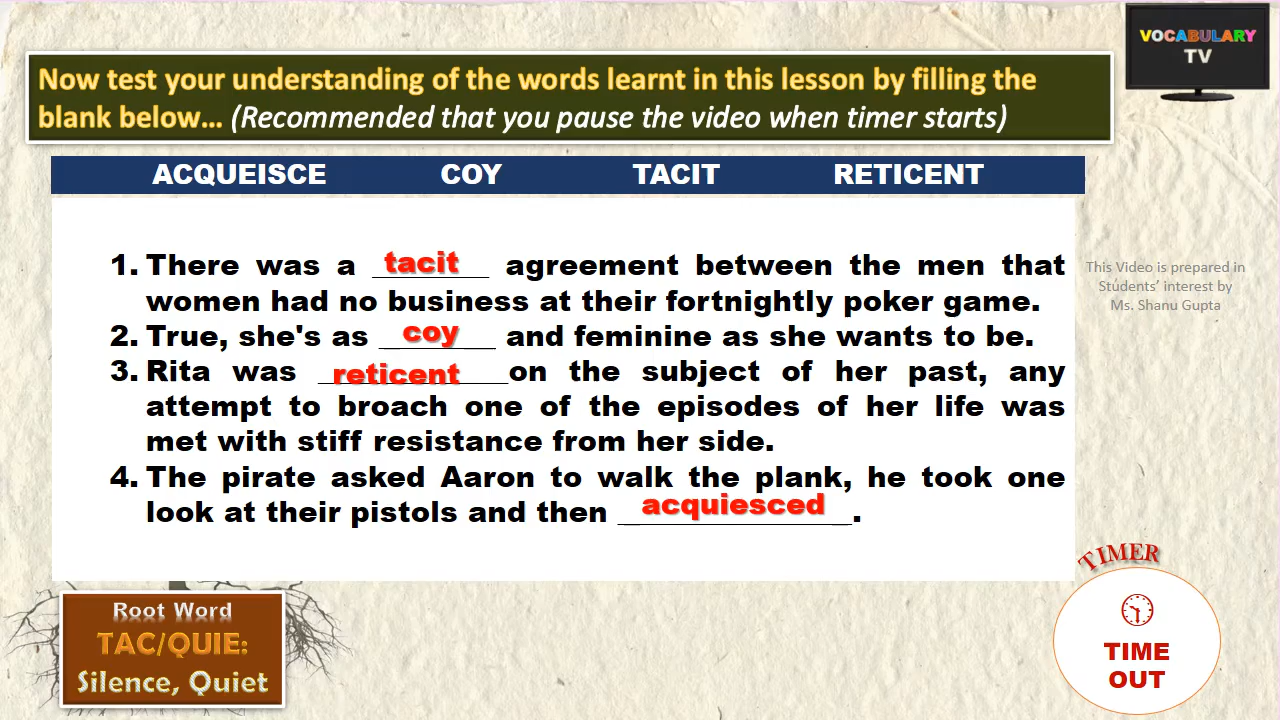 VOCABULARY
TV
Now test your understanding of the words learnt in this lesson by filling the
blank below... (Recommended that you pause the video when timer starts)
ACQUEISCE COY TACIT RETICENT
1. There was a tacit agreement between the men that
women had no business at their fortnightly poker game.
2. True, she's as coy and feminine as she wants to be.
3. Rita was reticent on the subject of her past, any
attempt to broach one of the episodes of her life was
met with stiff resistance from her side.
4. The pirate asked Aaron to walk the plank, he took one
look at their pistols and then acquiesced.
This Video is prepared in
Students' interest by
Ms. Shanu Gupta
Root Word
TAC/QUIE:
Silence, Quiet
TIMER
TIME
OUT